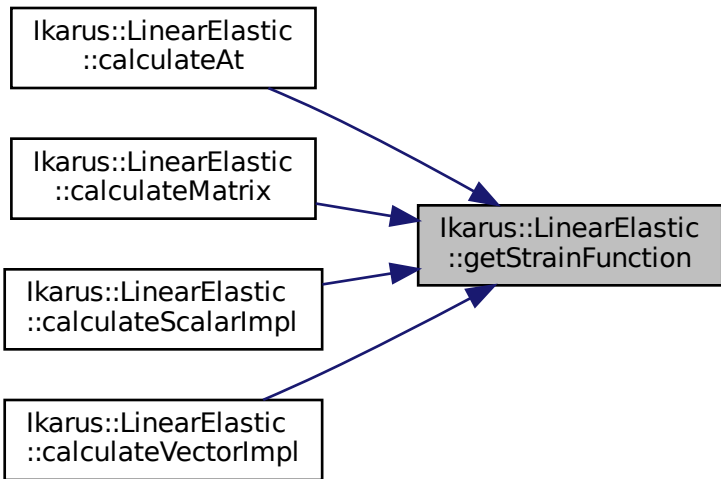 Ikarus::LinearElastic
::calculateAt
Ikarus::LinearElastic
::calculateMatrix
Ikarus::LinearElastic
::getStrainFunction
Ikarus::LinearElastic
::calculateScalarImpl
Ikarus::LinearElastic
::calculateVectorImpl